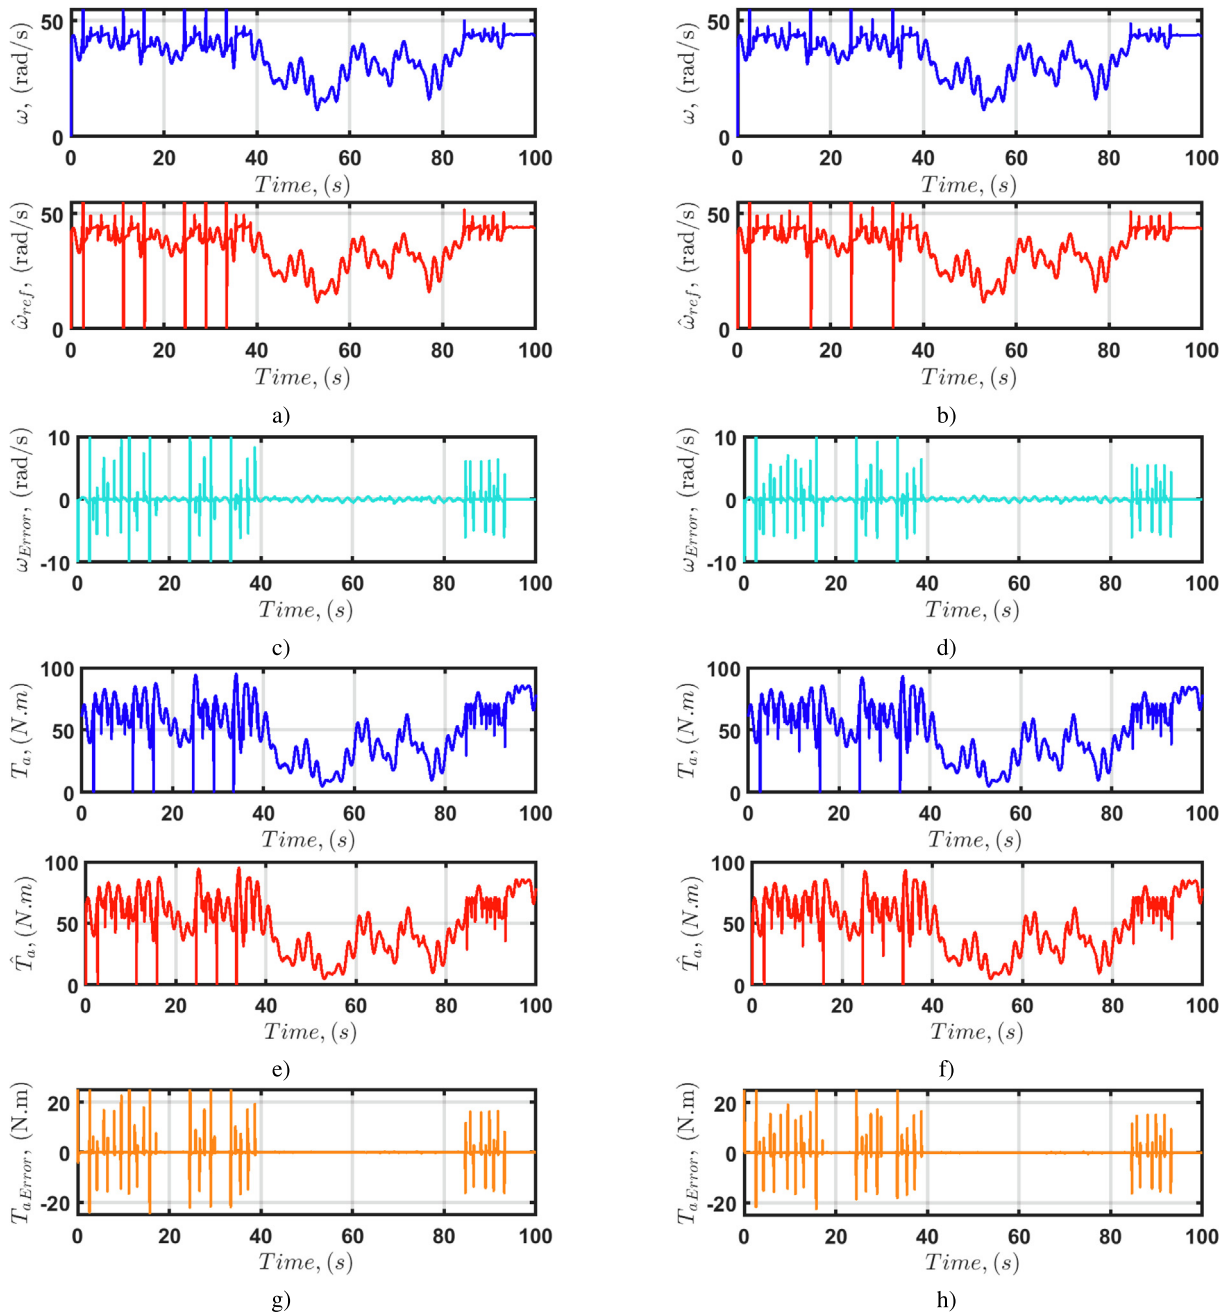 50
0
ω, (rad/s)
0 20 40 60 80 100
Time, (s)
50
0
ω̂ref, (rad/s)
0 20 40 60 80 100
Time, (s)
a)
50
0
ω, (rad/s)
0 20 40 60 80 100
Time, (s)
50
0
ω̂ref, (rad/s)
0 20 40 60 80 100
Time, (s)
b)
10
0
-10
ωError, (rad/s)
0 20 40 60 80 100
Time, (s)
c)
10
0
-10
ωError, (rad/s)
0 20 40 60 80 100
Time, (s)
d)
100
50
0
Ta, (N.m)
0 20 40 60 80 100
Time, (s)
100
50
0
T̂a, (N.m)
0 20 40 60 80 100
Time, (s)
e)
100
50
0
Ta, (N.m)
0 20 40 60 80 100
Time, (s)
100
50
0
T̂a, (N.m)
0 20 40 60 80 100
Time, (s)
f)
20
0
-20
TaError, (N.m)
0 20 40 60 80 100
Time, (s)
g)
20
0
-20
TaError, (N.m)
0 20 40 60 80 100
Time, (s)
h)